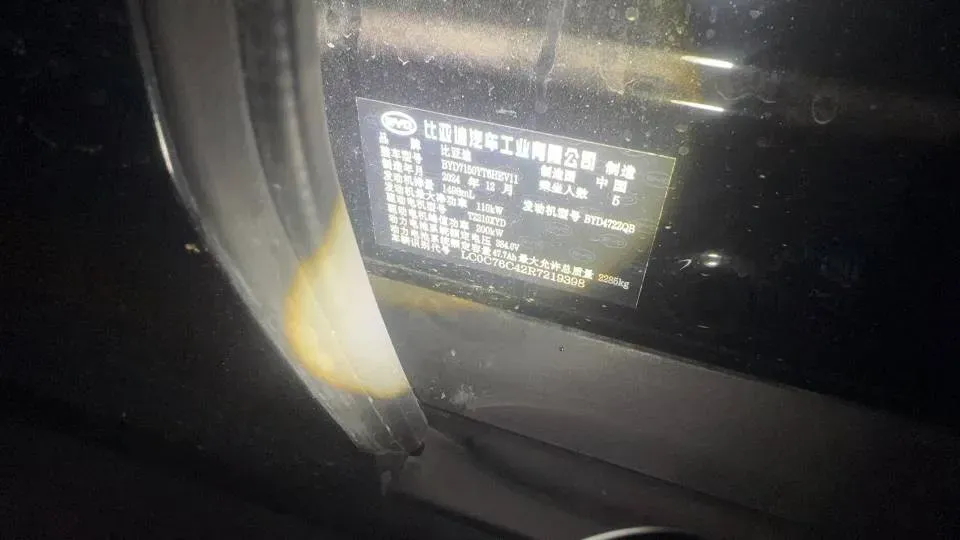 BYD 比亚迪汽车工业有限公司 制造
品牌 比亚迪 制造国 中国
整车型号 BYD7150YT6HEV11 乘坐人数 5
制造年月 2024 年 12 月
发动机排量 1498mL 发动机型号 BYD472QB
发动机最大净功率 110kW
驱动电机型号 TZ210XYD
驱动电机峰值功率 200kW
动力电池系统额定电压 384.0V
动力电池系统额定容量 47.7Ah 最大允许总质量 2285kg
车辆识别代号 LC0C76C42R7219398